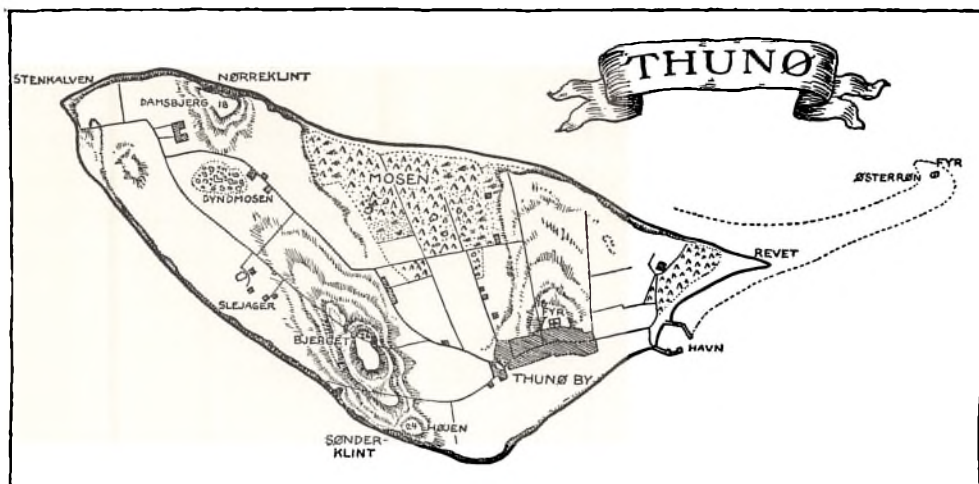 THUNØ
STENKALVEN
NØRREKLINT
DAMSBJERG 18
MOSEN
DYNDMOSEN
FYR
ØSTERRØN
REVET
SLEJAGER
FYR
BJERGET
HAVN
THUNØ BY
24 HØJEN
SØNDER-
KLINT